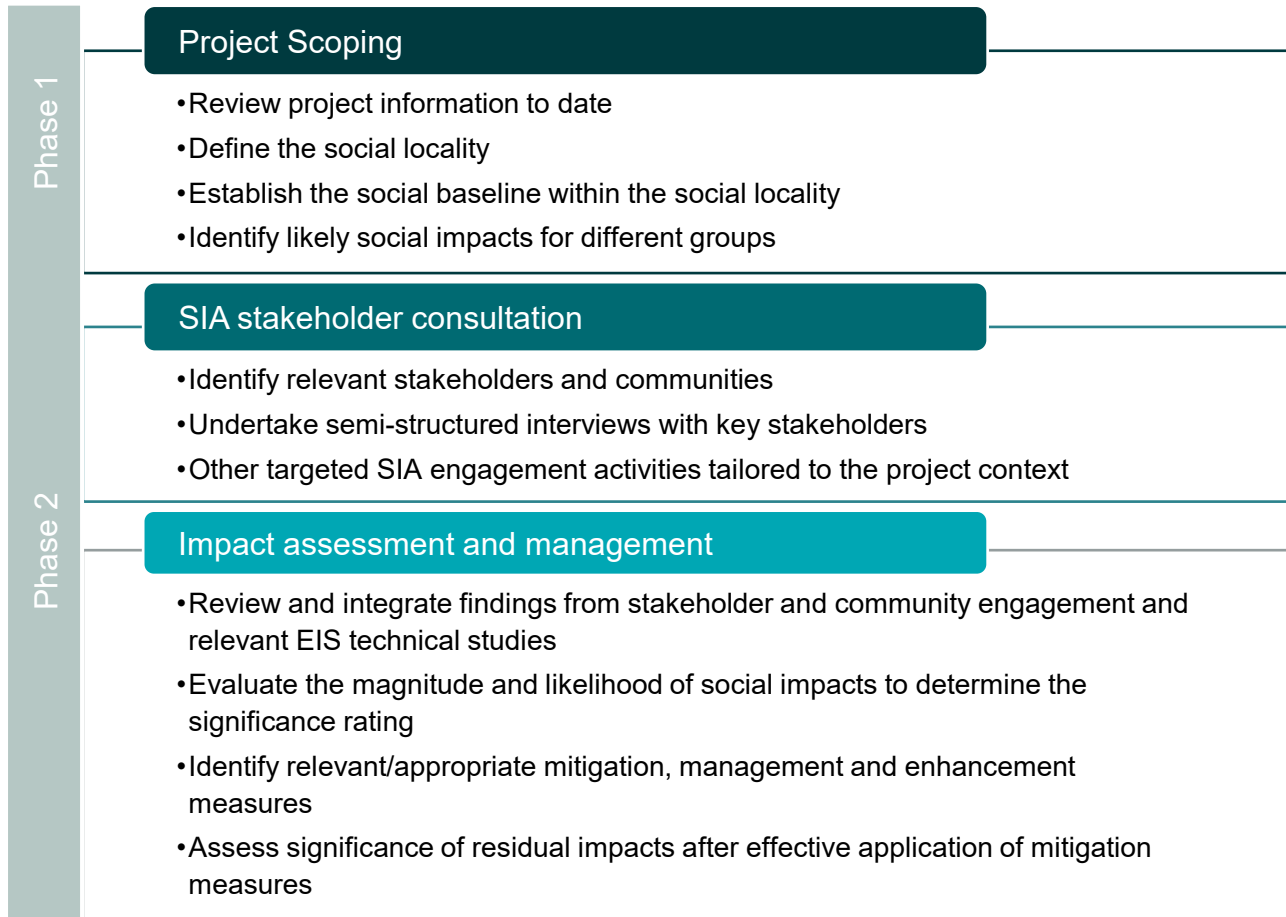 Phase 1
Project Scoping
•Review project information to date
•Define the social locality
•Establish the social baseline within the social locality
•Identify likely social impacts for different groups
Phase 2
SIA stakeholder consultation
•Identify relevant stakeholders and communities
•Undertake semi-structured interviews with key stakeholders
•Other targeted SIA engagement activities tailored to the project context
Impact assessment and management
•Review and integrate findings from stakeholder and community engagement and
relevant EIS technical studies
•Evaluate the magnitude and likelihood of social impacts to determine the
significance rating
•Identify relevant/appropriate mitigation, management and enhancement
measures
•Assess significance of residual impacts after effective application of mitigation
measures